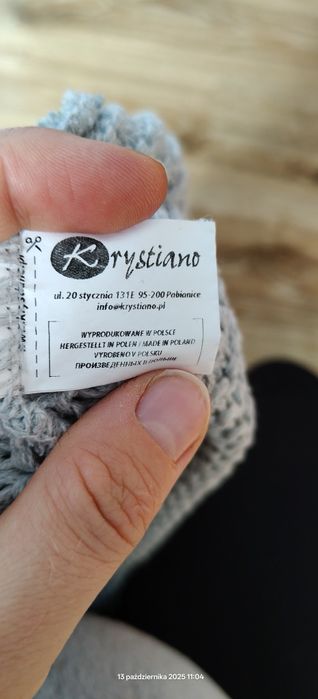 Krystiano
ul. 20 stycznia 131E 95-200 Pabianice
info@krystiano.pl
WYPRODUKOWANE W POLSCE
HERGESTELLT IN POLEN / MADE IN POLAND
VYROBENO V POLSKU
ПРОИЗВЕДЕННЫХ В
13 października 2025 11:04